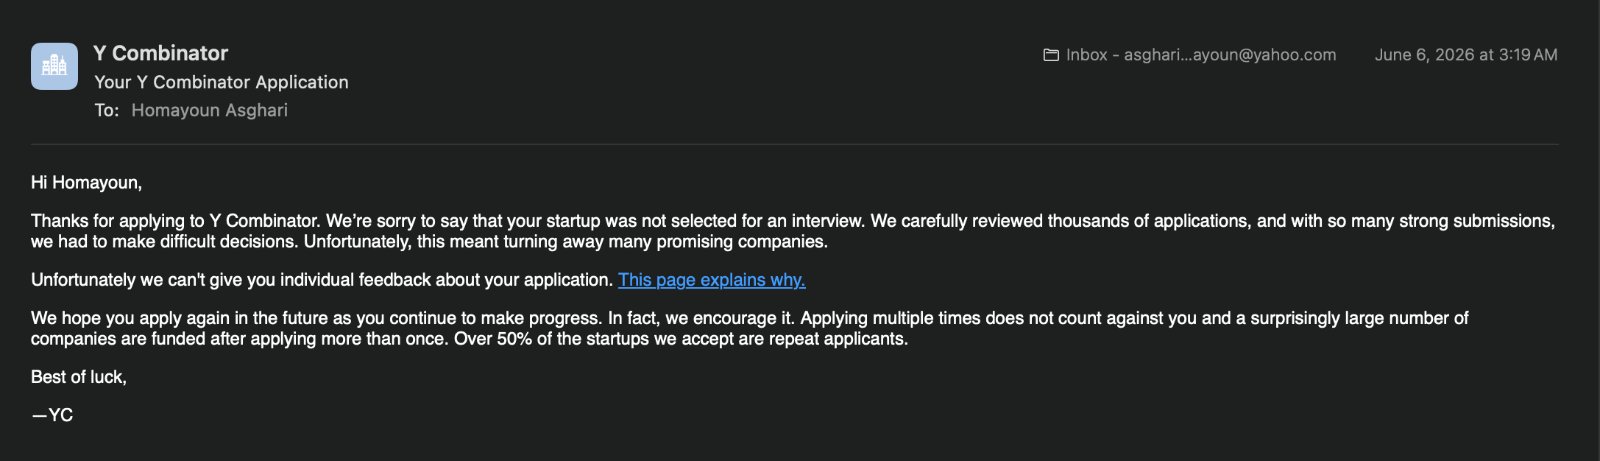 Y Combinator
Inbox - asghari...ayoun@yahoo.com
June 6, 2026 at 3:19 AM
Your Y Combinator Application
To: Homayoun Asghari
Hi Homayoun,
Thanks for applying to Y Combinator. We’re sorry to say that your startup was not selected for an interview. We carefully reviewed thousands of applications, and with so many strong submissions,
we had to make difficult decisions. Unfortunately, this meant turning away many promising companies.
Unfortunately we can't give you individual feedback about your application. This page explains why.
We hope you apply again in the future as you continue to make progress. In fact, we encourage it. Applying multiple times does not count against you and a surprisingly large number of
companies are funded after applying more than once. Over 50% of the startups we accept are repeat applicants.
Best of luck,
—YC